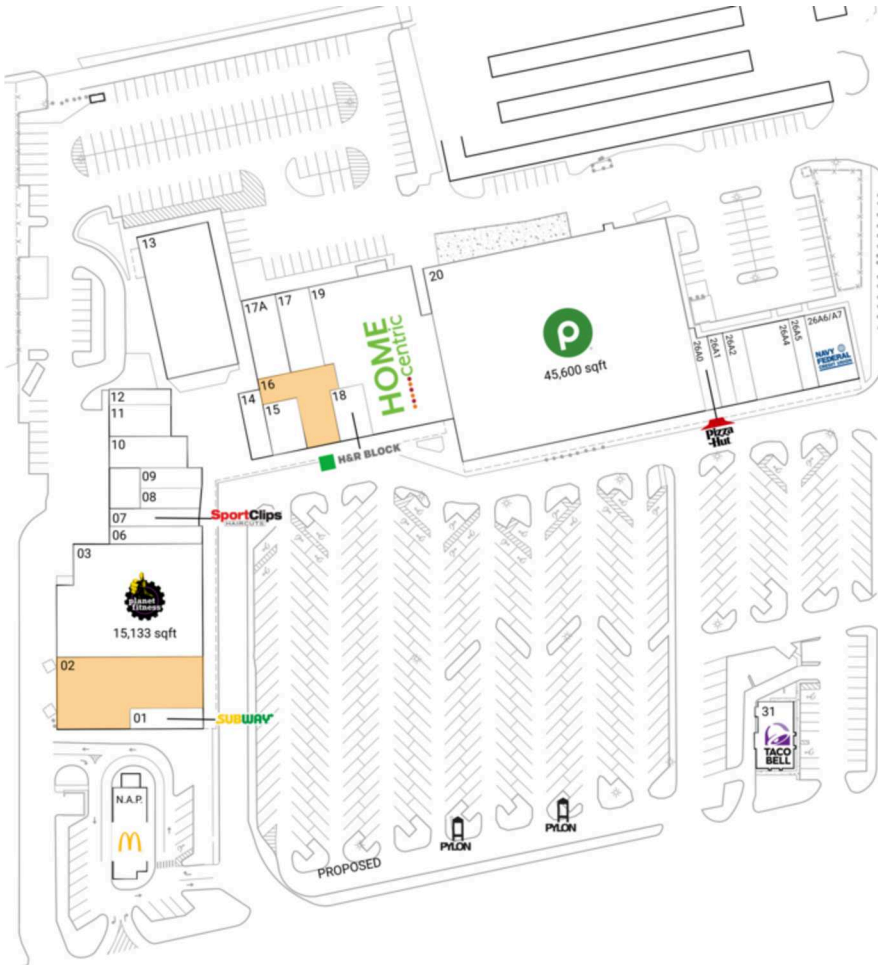 13
17A
17
19
HOME
centric
20
p
45,600 sqft
26A0
26A1
26A2
26A4
26A5
26A6/A7
NAVY
FEDERAL
CREDIT UNION
Pizza
Hut
16
14
15
18
H&R BLOCK
12
11
10
09
08
07
SportClips
HAIRCUTS
06
03
planet
fitness
15,133 sqft
02
01
SUBWAY
N.A.P.
M
31
TACO
BELL
PYLON
PYLON
PROPOSED